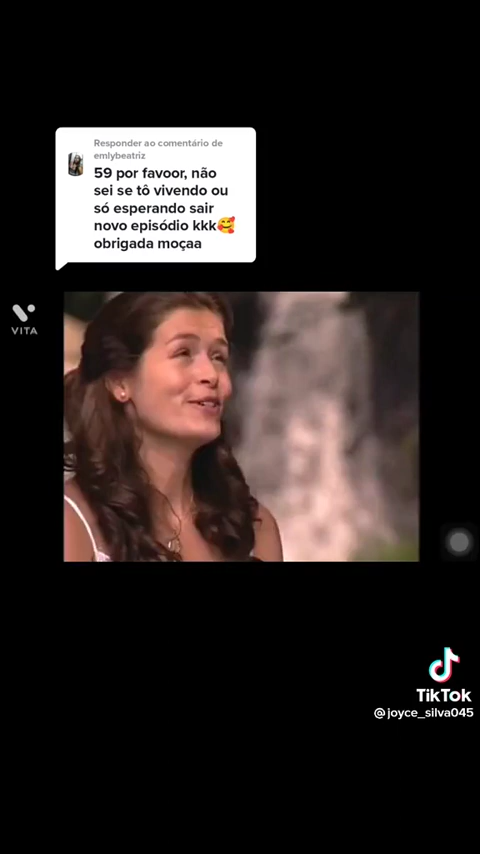 Responder ao comentário de
emlybeatriz
59 por favoor, não
sei se tô vivendo ou
só esperando sair
novo episódio kkk🥰
obrigada moçaa
VITA
TikTok
@joyce_silva045